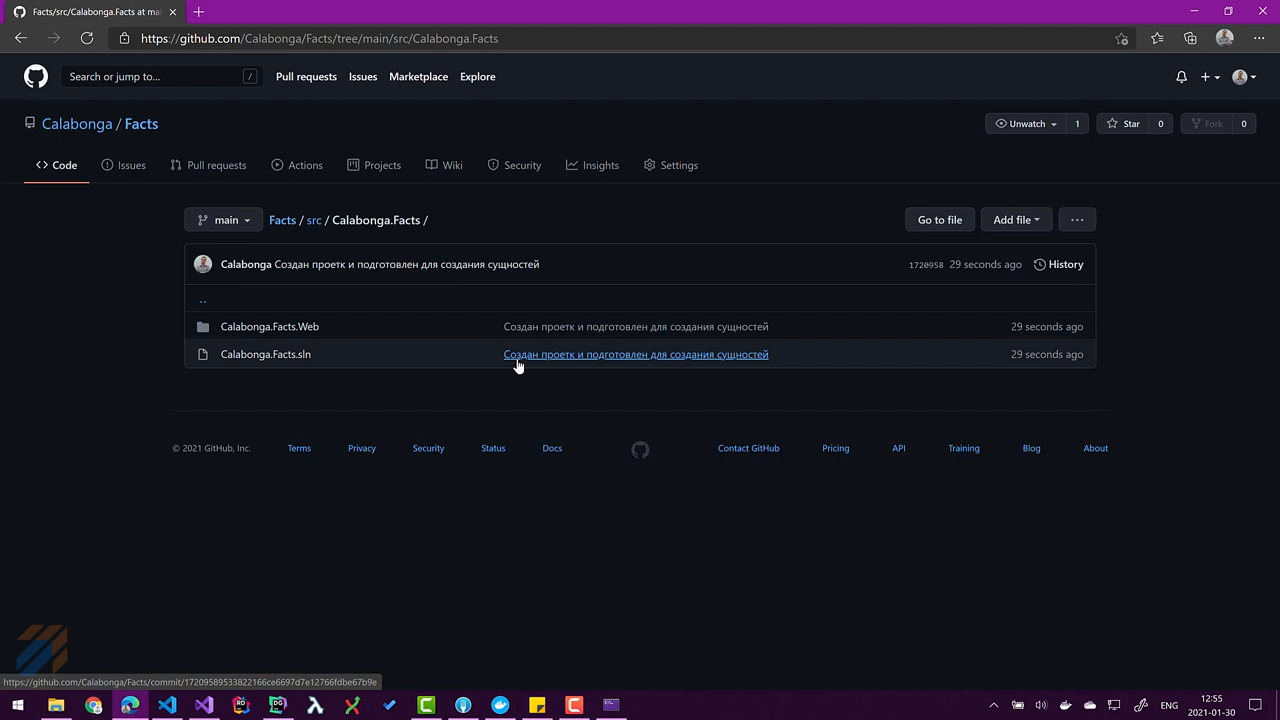 Facts/src/Calabonga.Facts at mai
https://github.com/Calabonga/Facts/tree/main/src/Calabonga.Facts
Search or jump to... /
Pull requests Issues Marketplace Explore
Calabonga / Facts
Unwatch 1 Star 0 Fork 0
Code Issues Pull requests Actions Projects Wiki Security Insights Settings
main Facts / src / Calabonga.Facts /
Go to file Add file
Calabonga Создан проетк и подготовлен для создания сущностей 1720958 29 seconds ago History
..
Calabonga.Facts.Web Создан проетк и подготовлен для создания сущностей 29 seconds ago
Calabonga.Facts.sln Создан проетк и подготовлен для создания сущностей 29 seconds ago
© 2021 GitHub, Inc. Terms Privacy Security Status Docs Contact GitHub Pricing API Training Blog About
https://github.com/Calabonga/Facts/commit/17209589533822166ce6697d7e12766fdbe67b9e
ENG
12:55
2021-01-30